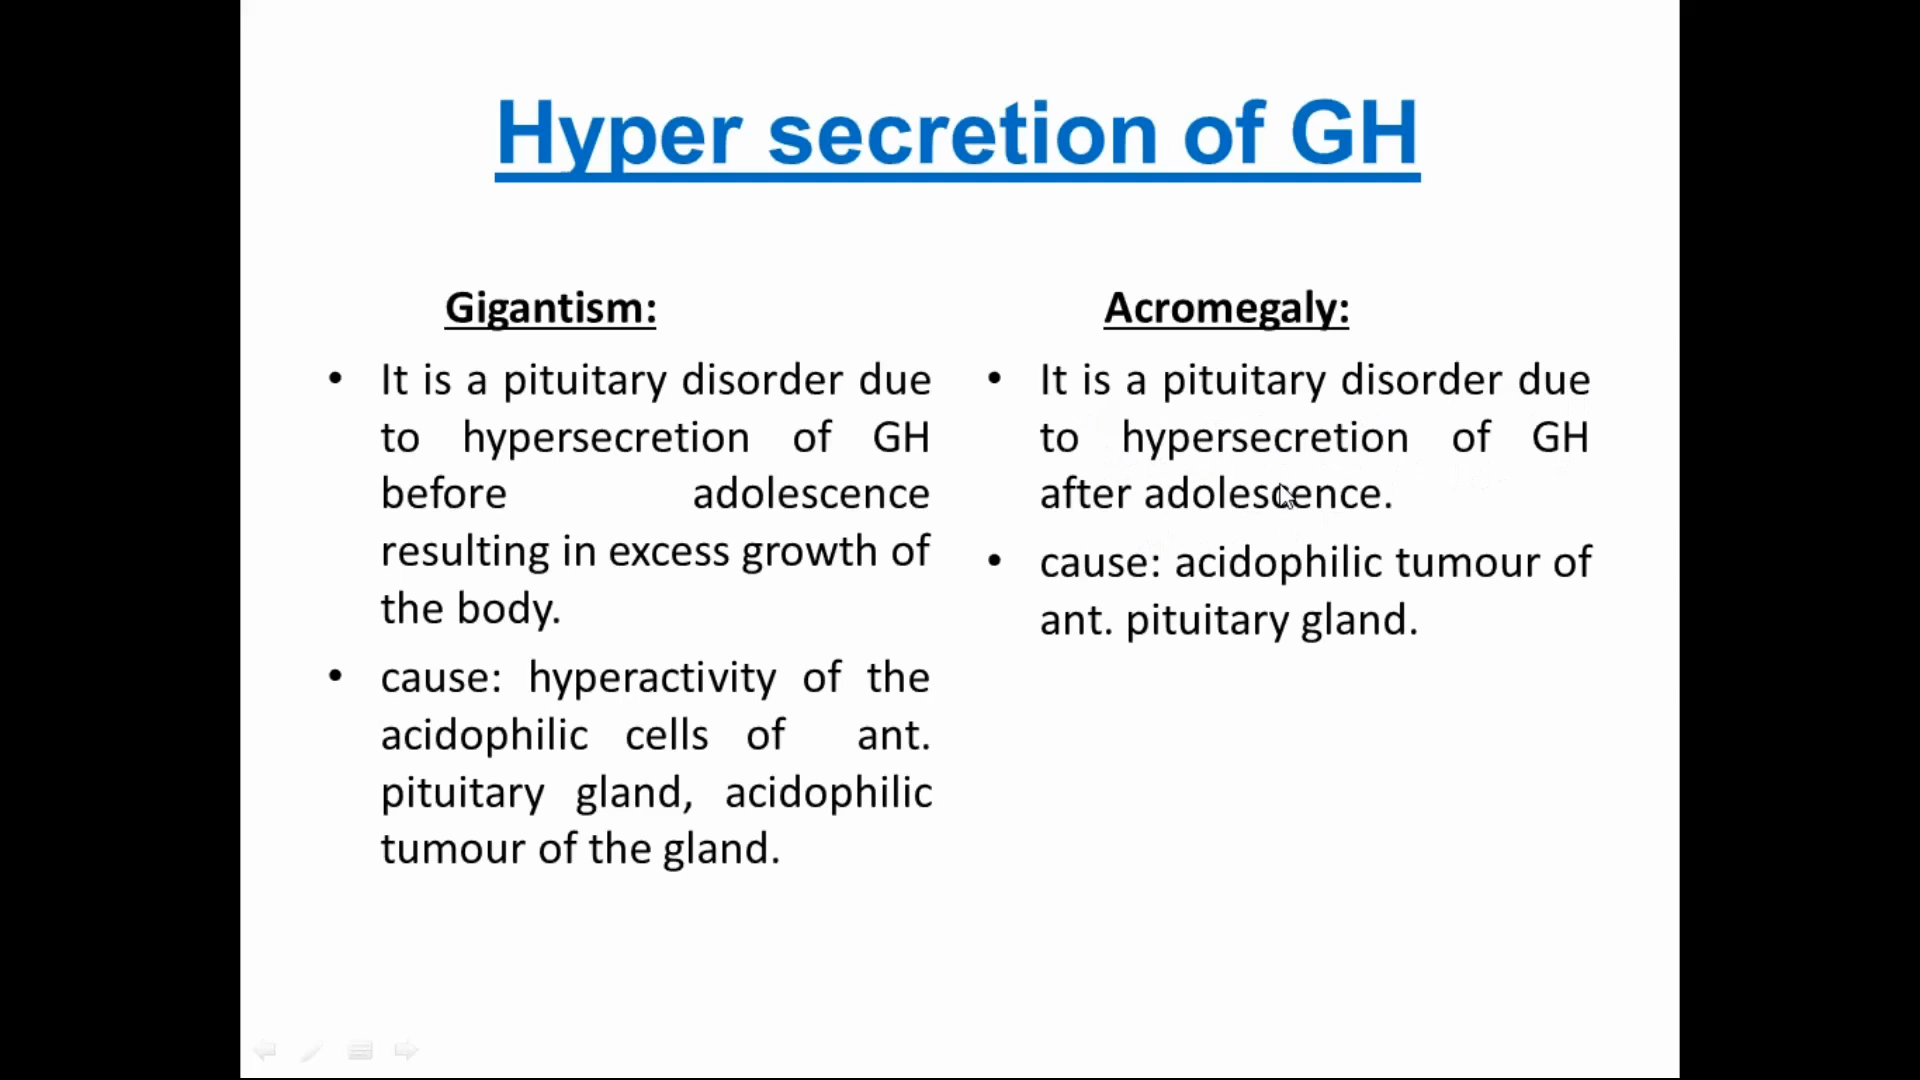 Hyper secretion of GH
Gigantism:
• It is a pituitary disorder due
to hypersecretion of GH
before adolescence
resulting in excess growth of
the body.
• cause: hyperactivity of the
acidophilic cells of ant.
pituitary gland, acidophilic
tumour of the gland.
Acromegaly:
• It is a pituitary disorder due
to hypersecretion of GH
after adolescence.
• cause: acidophilic tumour of
ant. pituitary gland.